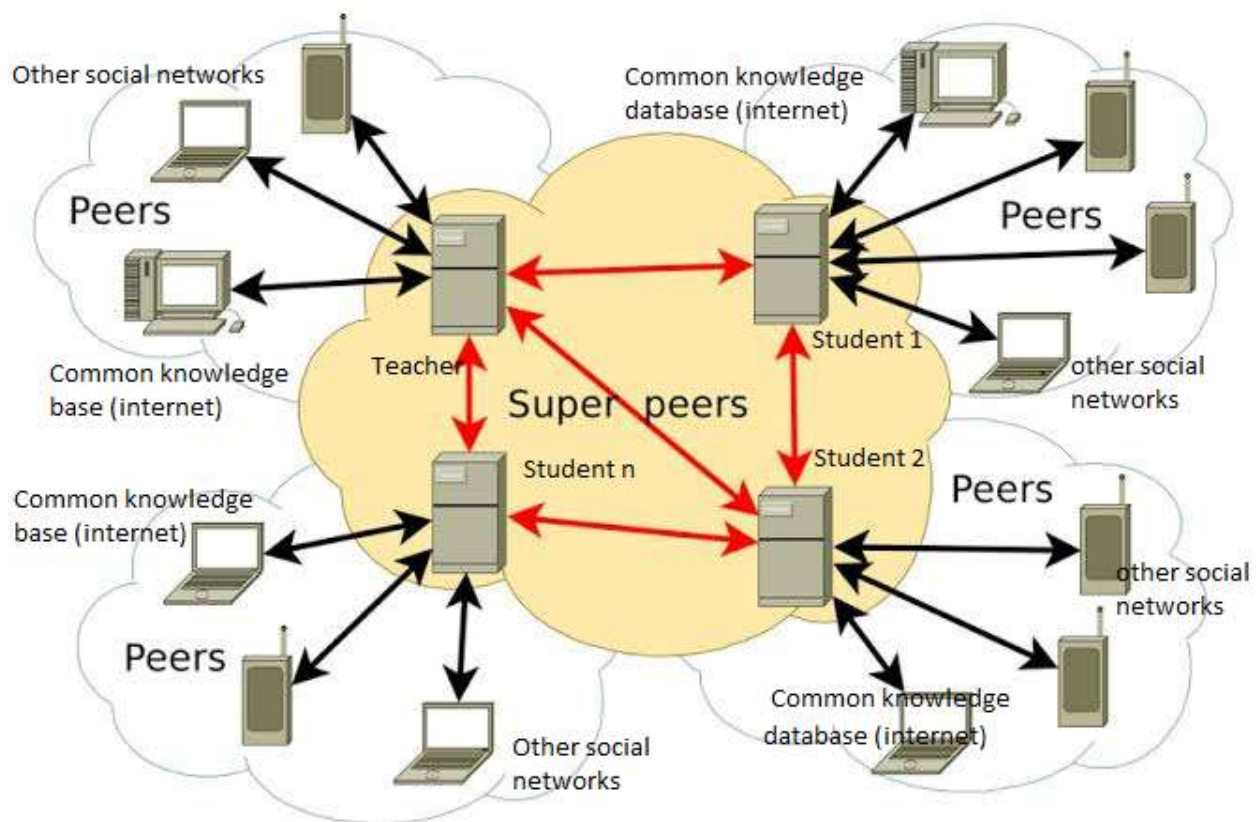 Other social networks
Peers
Common knowledge
base (internet)
Common knowledge
database (internet)
Peers
Student 1
other social
networks
Teacher
Super peers
Student n
Student 2
Common knowledge
base (internet)
Peers
Other social
networks
Peers
other social
networks
Common knowledge
database (internet)